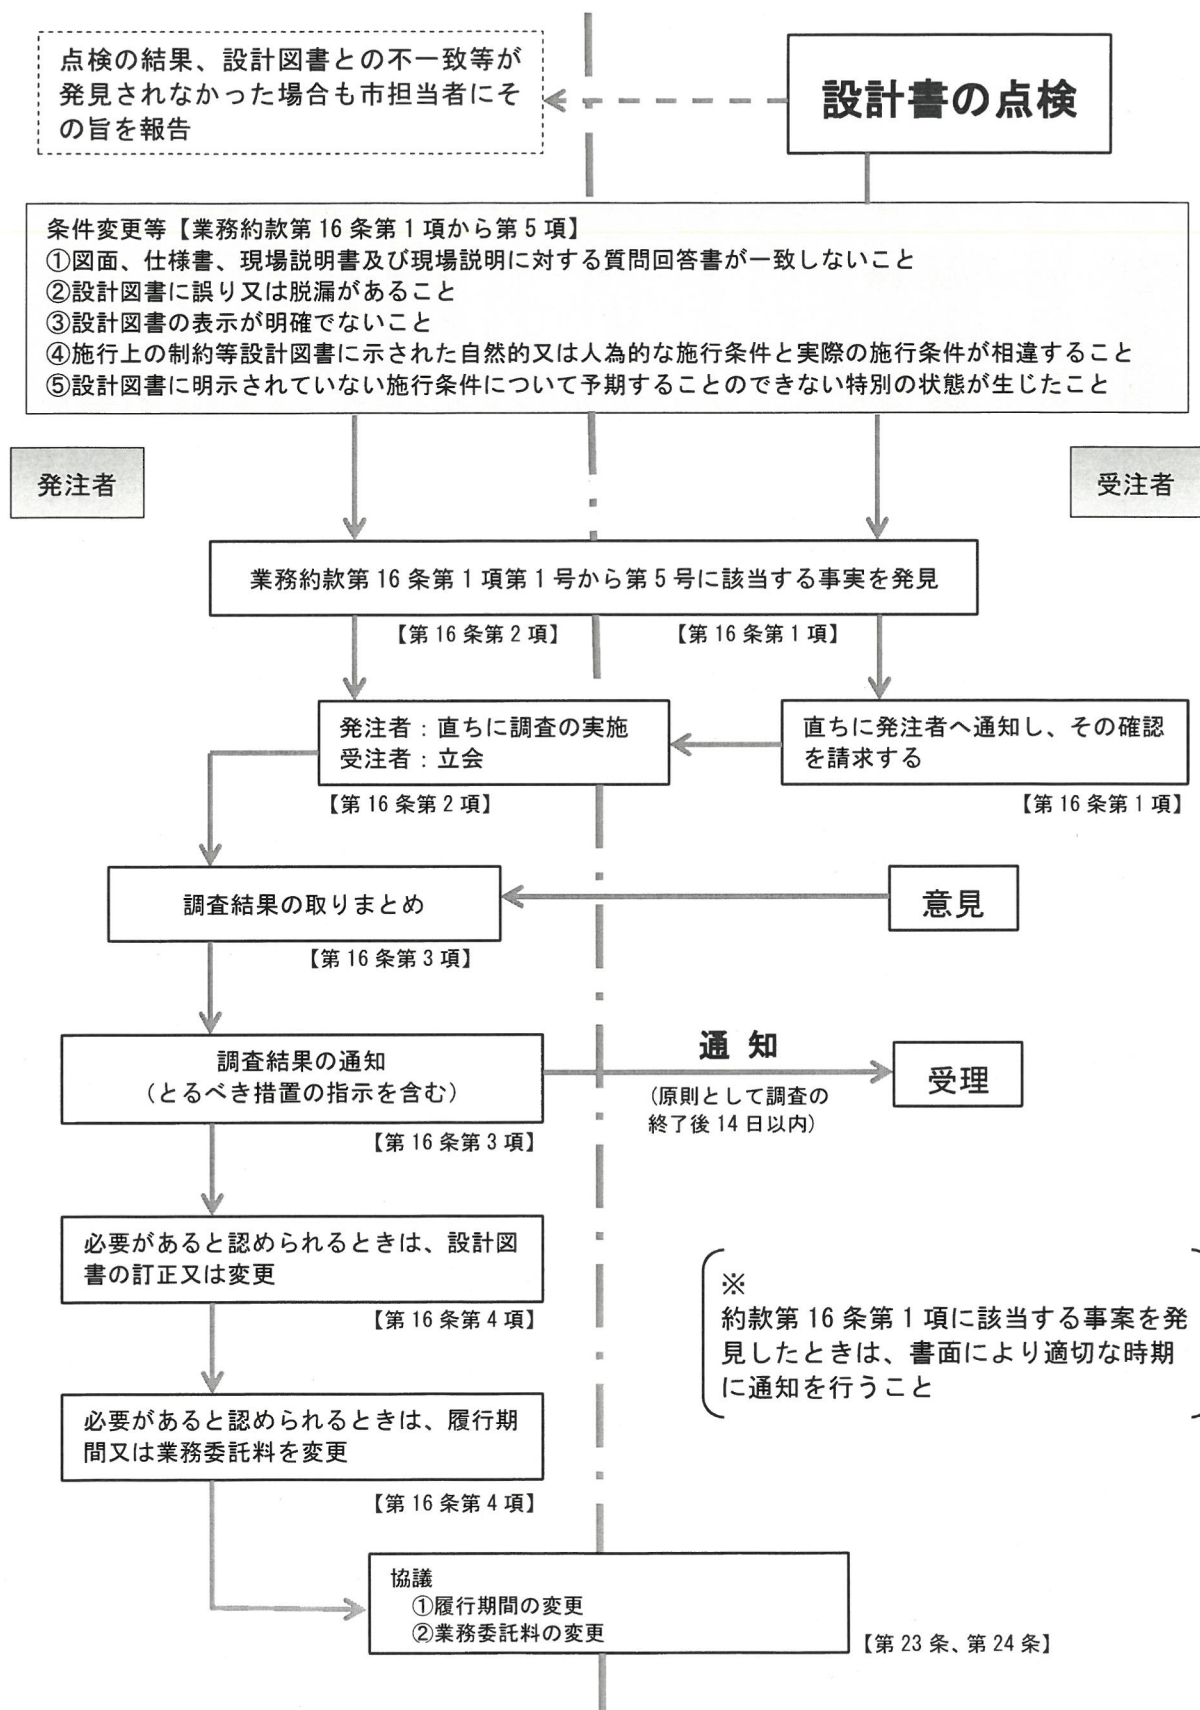 点検の結果、設計図書との不一致等が
発見されなかった場合も市担当者にそ
の旨を報告
設計書の点検
条件変更等【業務約款第16条第1項から第5項】
①図面、仕様書、現場説明書及び現場説明に対する質問回答書が一致しないこと
②設計図書に誤り又は脱漏があること
③設計図書の表示が明確でないこと
④施行上の制約等設計図書に示された自然的又は人為的な施行条件と実際の施行条件が相違すること
⑤設計図書に明示されていない施行条件について予期することのできない特別の状態が生じたこと
発注者
受注者
業務約款第16条第1項第1号から第5号に該当する事実を発見
【第16条第2項】
【第16条第1項】
発注者:直ちに調査の実施
受注者:立会
直ちに発注者へ通知し、その確認
を請求する
【第16条第2項】
【第16条第1項】
調査結果の取りまとめ
意見
【第16条第3項】
調査結果の通知
(とるべき措置の指示を含む)
通知
(原則として調査の
終了後14日以内)
受理
【第16条第3項】
必要があると認められるときは、設計図
書の訂正又は変更
【第16条第4項】
※
約款第16条第1項に該当する事案を発
見したときは、書面により適切な時期
に通知を行うこと
必要があると認められるときは、履行期
間又は業務委託料を変更
【第16条第4項】
協議
①履行期間の変更
②業務委託料の変更
【第23条、第24条】